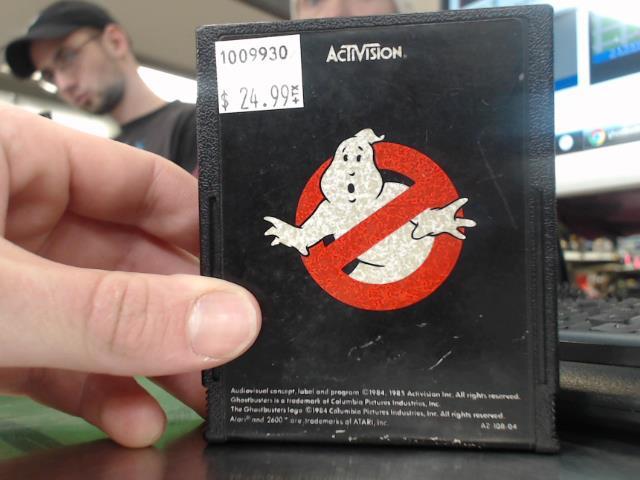 1009930
$ 24.99 +TX
ACTIVISION®
Audiovisual concept, label and program ©1984, 1985 Activision Inc. All rights reserved.
Ghostbusters is a trademark of Columbia Pictures Industries, Inc.
The Ghostbusters logo ©1984 Columbia Pictures Industries, Inc. All rights reserved.
Atari® and 2600™ are trademarks of ATARI, Inc.
AZ-108-04